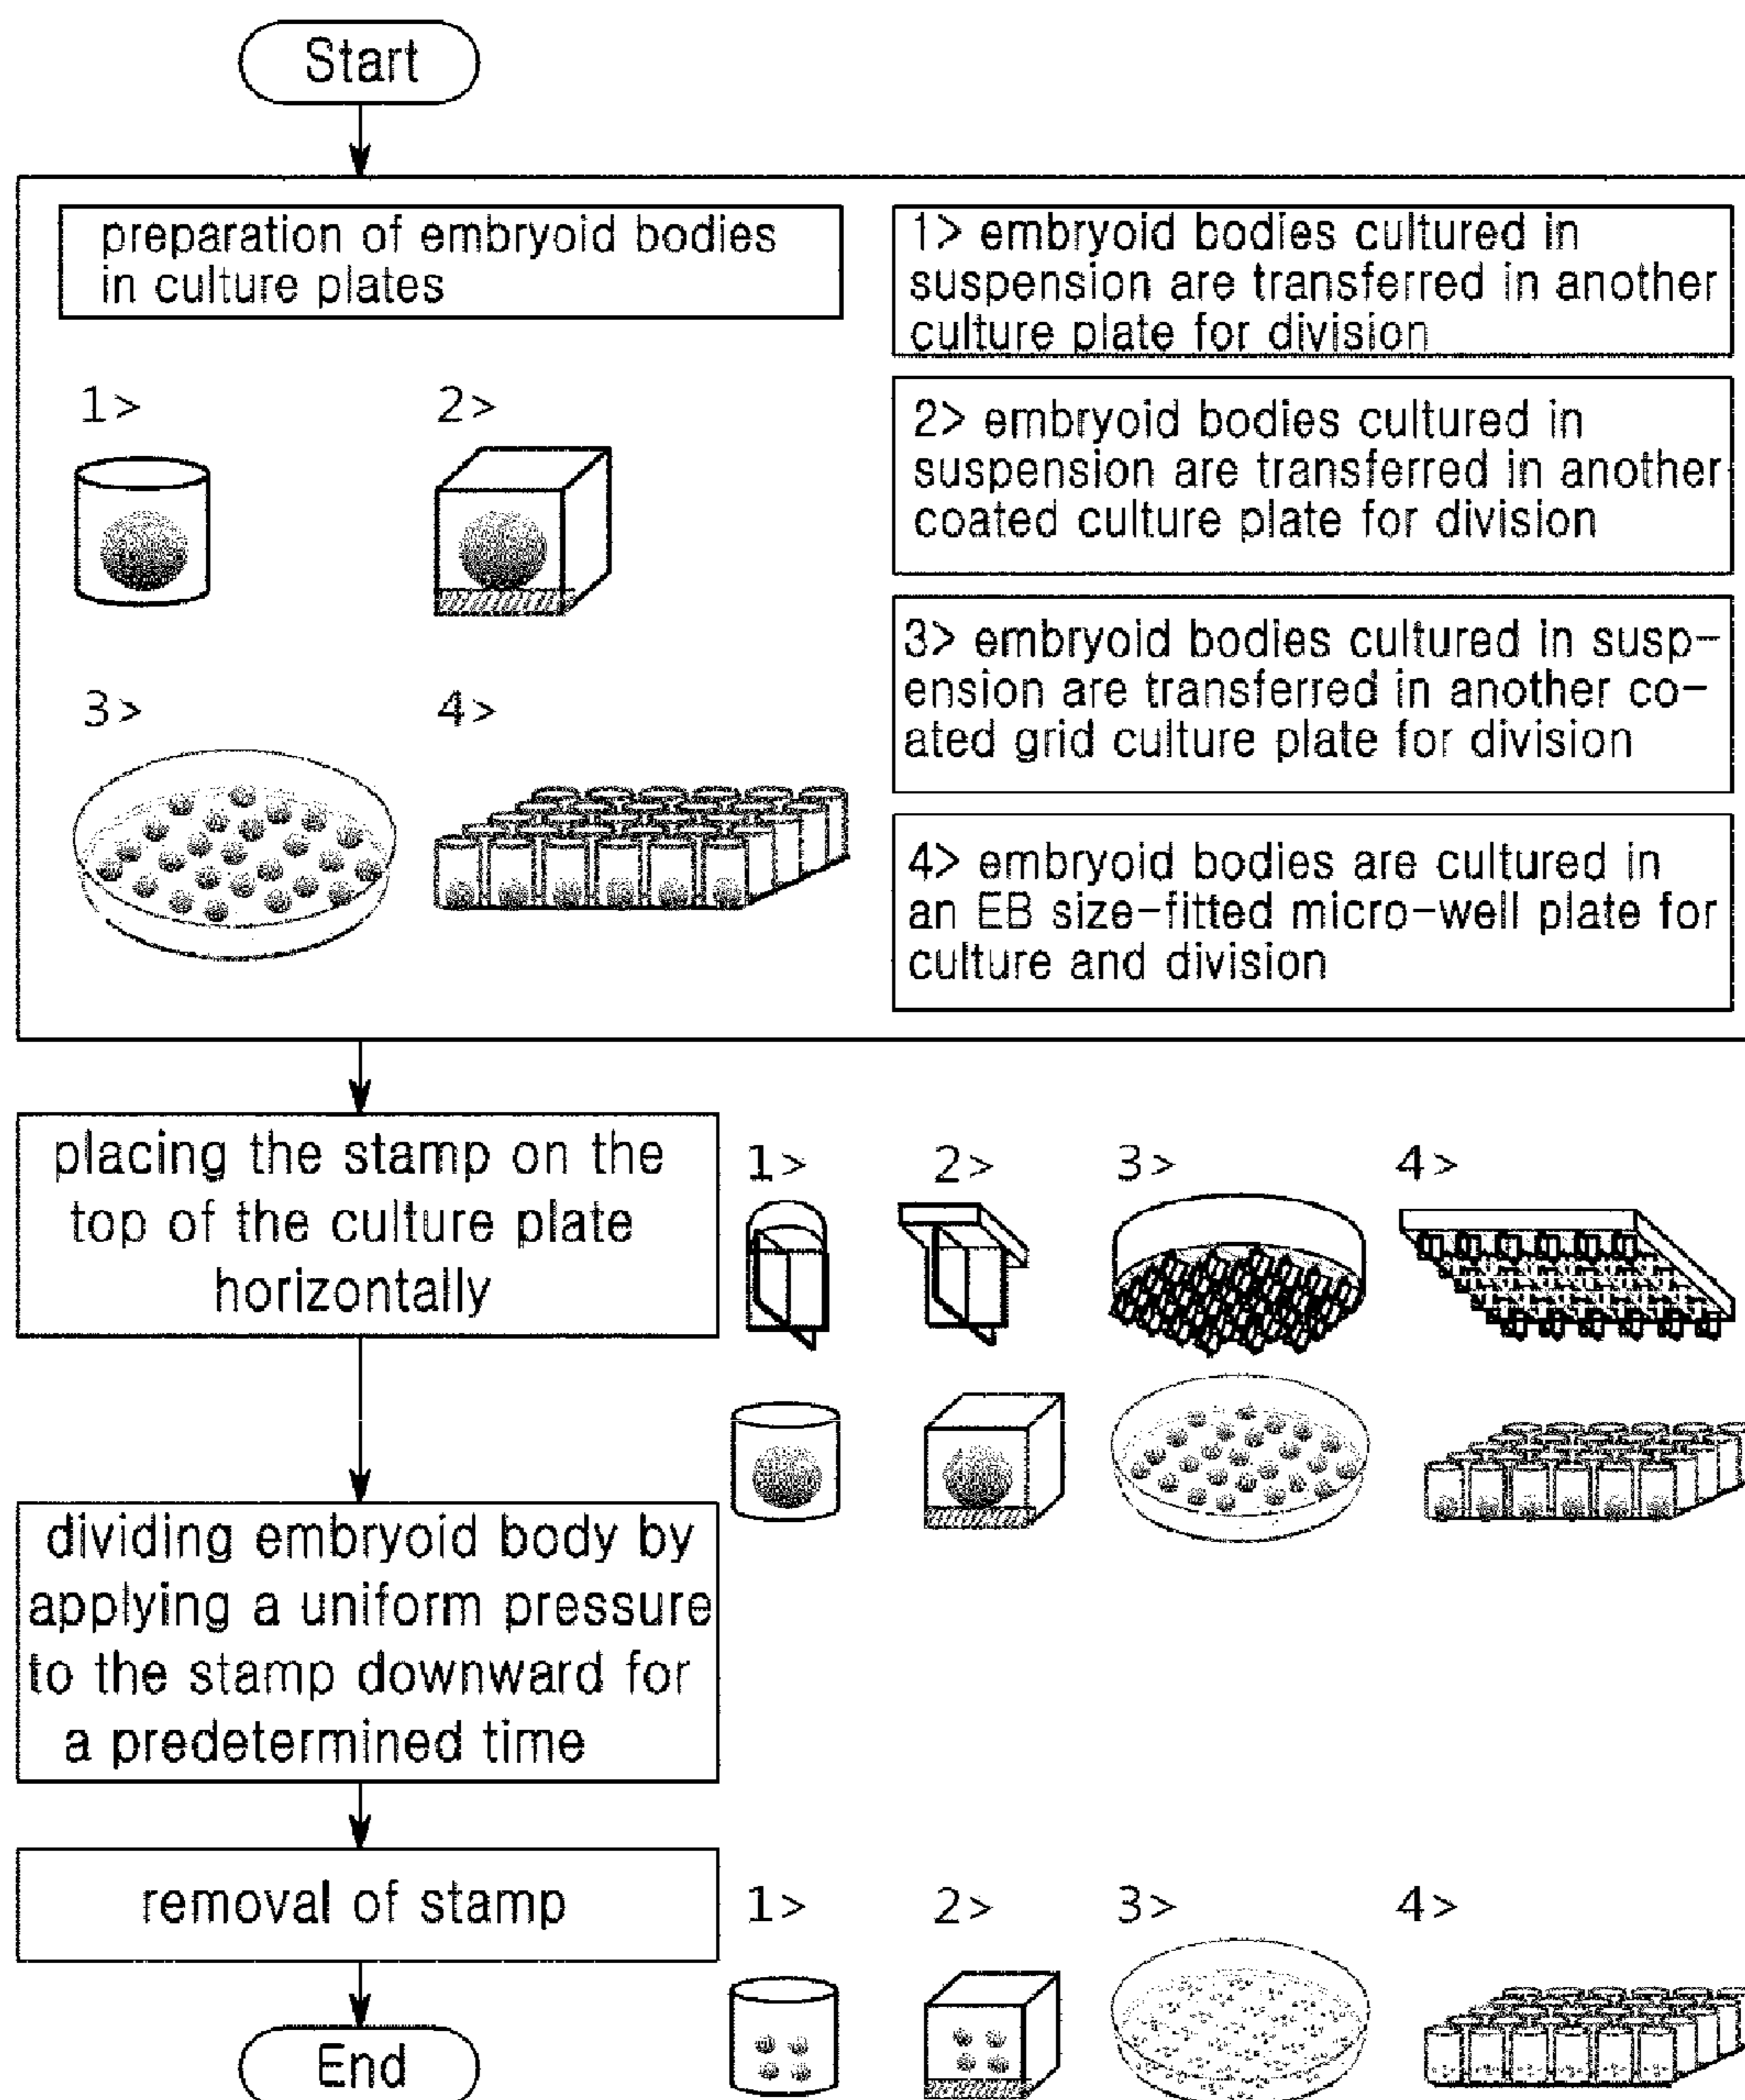 Start
preparation of embryoid bodies
in culture plates
1> embryoid bodies cultured in
suspension are transferred in another
culture plate for division
2> embryoid bodies cultured in
suspension are transferred in another
coated culture plate for division
3> embryoid bodies cultured in susp-
ension are transferred in another co-
ated grid culture plate for division
4> embryoid bodies are cultured in
an EB size-fitted micro-well plate for
culture and division
1> 2>
3> 4>
placing the stamp on the
top of the culture plate
horizontally
1> 2> 3> 4>
dividing embryoid body by
applying a uniform pressure
to the stamp downward for
a predetermined time
removal of stamp
1> 2> 3> 4>
End